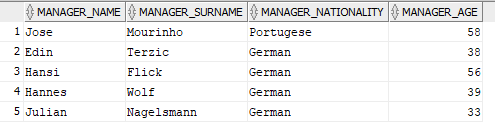 MANAGER_NAME MANAGER_SURNAME MANAGER_NATIONALITY MANAGER_AGE
1 Jose Mourinho Portugese 58
2 Edin Terzic German 38
3 Hansi Flick German 56
4 Hannes Wolf German 39
5 Julian Nagelsmann German 33